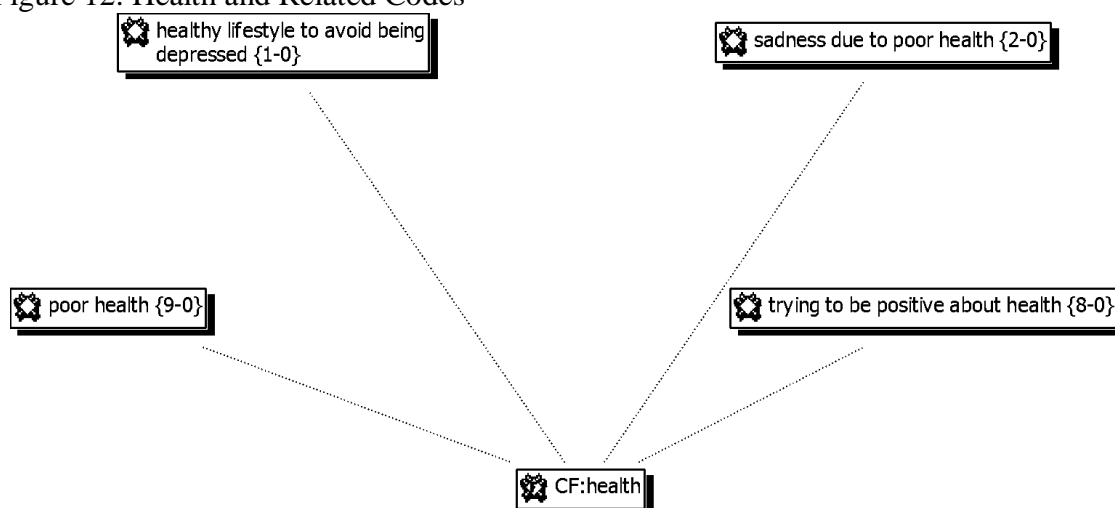 Figure 12. Health and Related Codes
healthy lifestyle to avoid being
depressed {1-0}
sadness due to poor health {2-0}
poor health {9-0}
trying to be positive about health {8-0}
CF:health